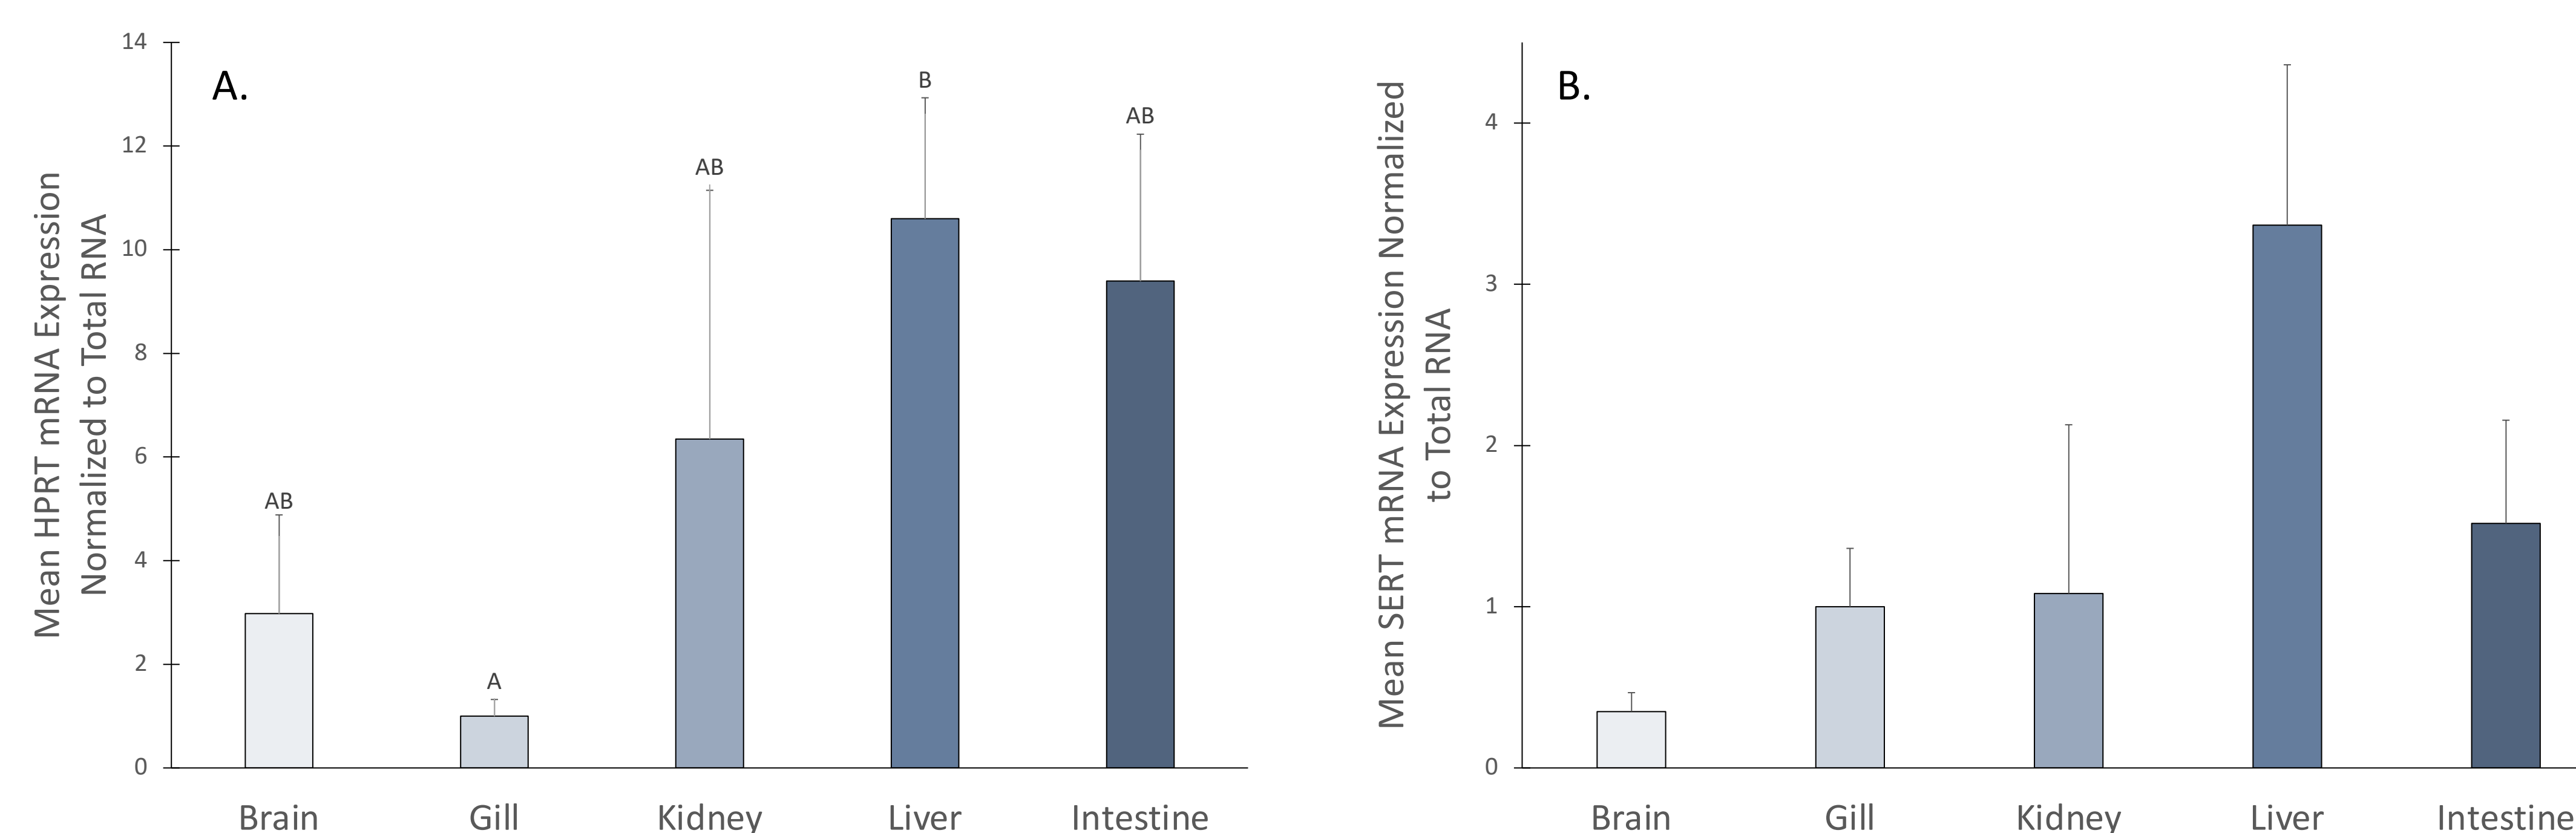 A.
Mean HPRT mRNA Expression
Normalized to Total RNA
14
12
10
8
6
4
2
0
AB
A
AB
B
AB
Brain
Gill
Kidney
Liver
Intestine
B.
Mean SERT mRNA Expression Normalized
to Total RNA
4
3
2
1
0
Brain
Gill
Kidney
Liver
Intestine